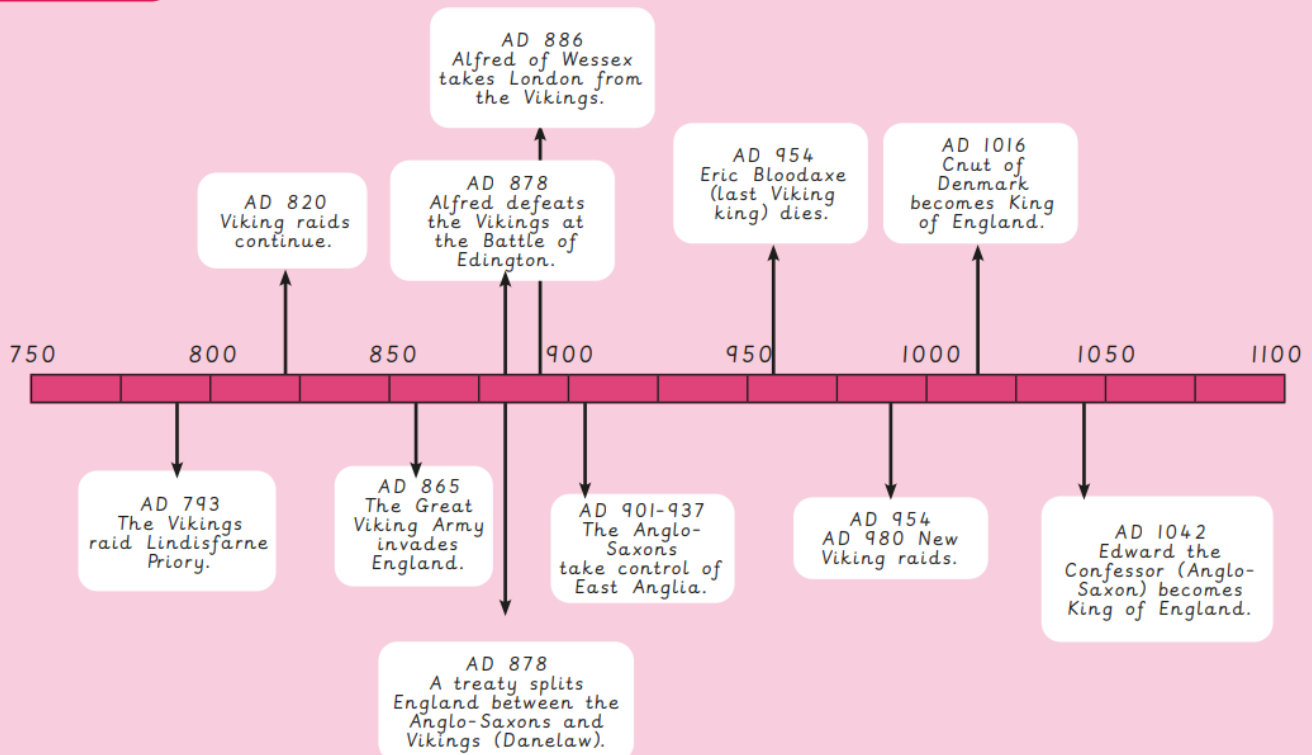 AD 886
Alfred of Wessex
takes London from
the Vikings.
AD 820
Viking raids
continue.
AD 878
Alfred defeats
the Vikings at
the Battle of
Edington.
AD 954
Eric Bloodaxe
(last Viking
king) dies.
AD 1016
Cnut of
Denmark
becomes King
of England.
750 800 850 900 950 1000 1050 1100
AD 793
The Vikings
raid Lindisfarne
Priory.
AD 865
The Great
Viking Army
invades
England.
AD 901-937
The Anglo-
Saxons
take control of
East Anglia.
AD 954
AD 980 New
Viking raids.
AD 1042
Edward the
Confessor (Anglo-
Saxon) becomes
King of England.
AD 878
A treaty splits
England between the
Anglo-Saxons and
Vikings (Danelaw).